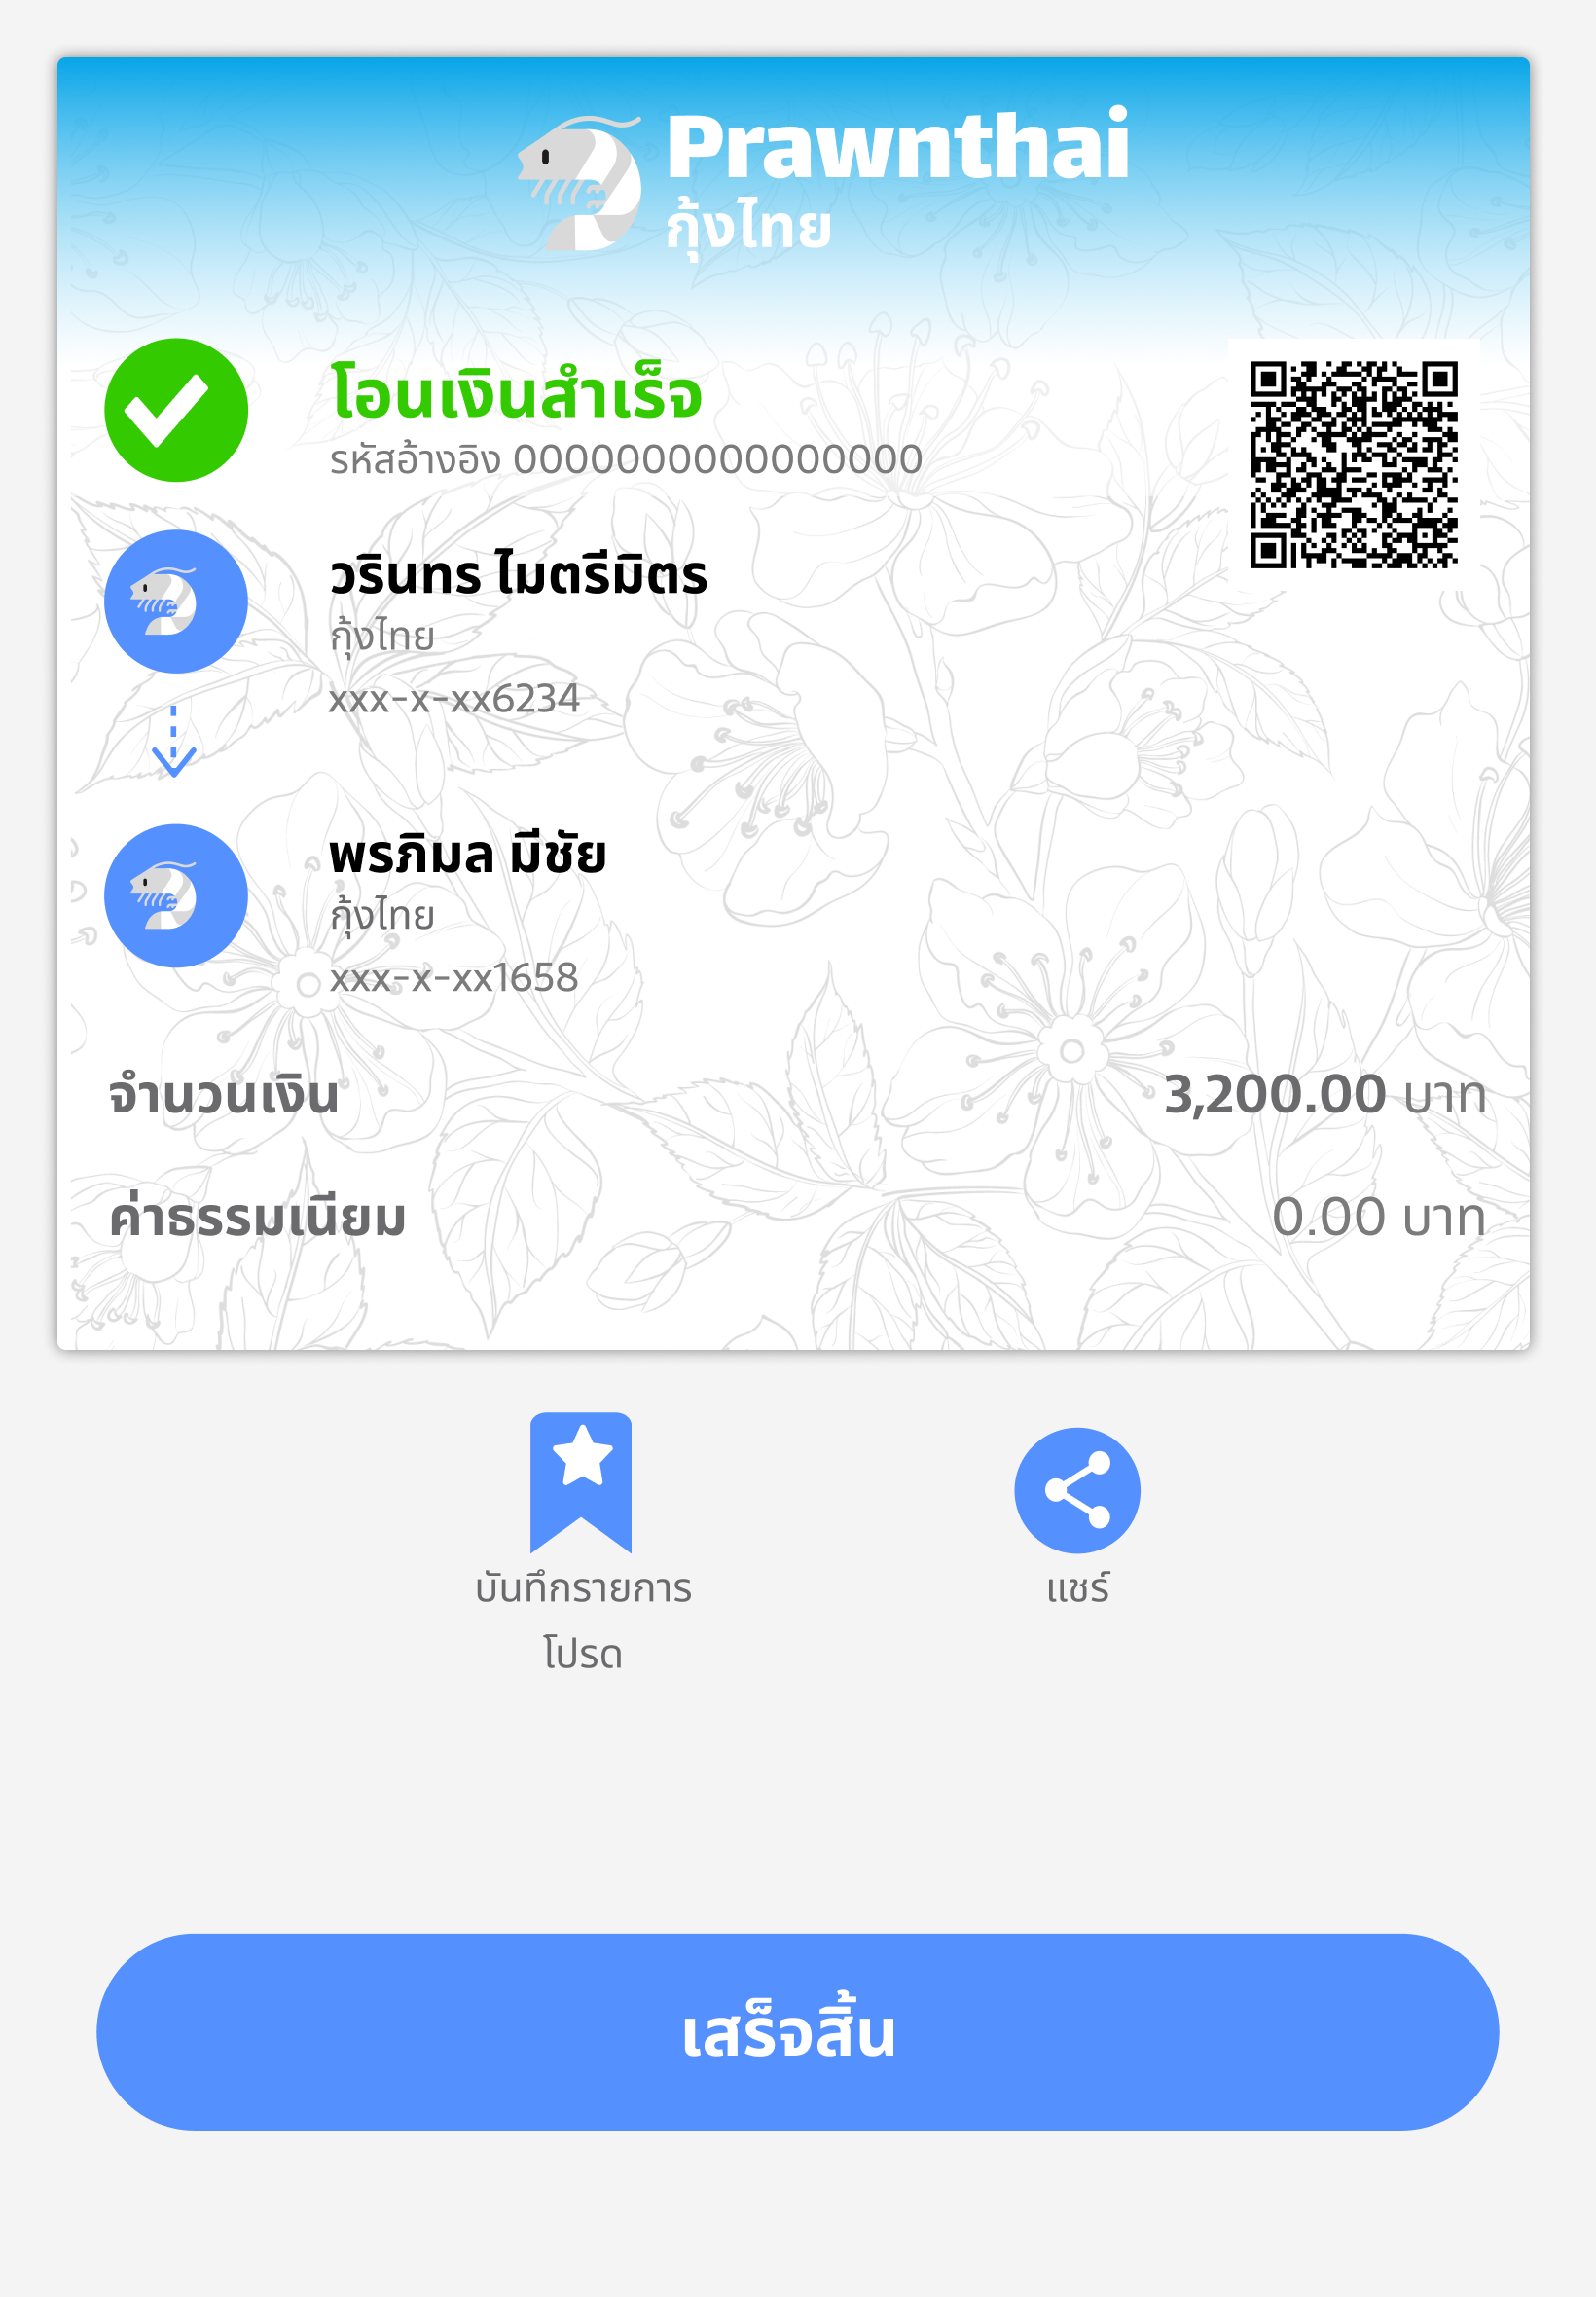 Prawnthai
กุ้งไทย
โอนเงินสำเร็จ
รหัสอ้างอิง 0000000000000000
วรินทร ไมตรีมิตร
กุ้งไทย
xxx-x-xx6234
พรภิมล มีชัย
กุ้งไทย
xxx-x-xx1658
จำนวนเงิน 3,200.00 บาท
ค่าธรรมเนียม 0.00 บาท
บันทึกรายการ
โปรด
แชร์
เสร็จสิ้น